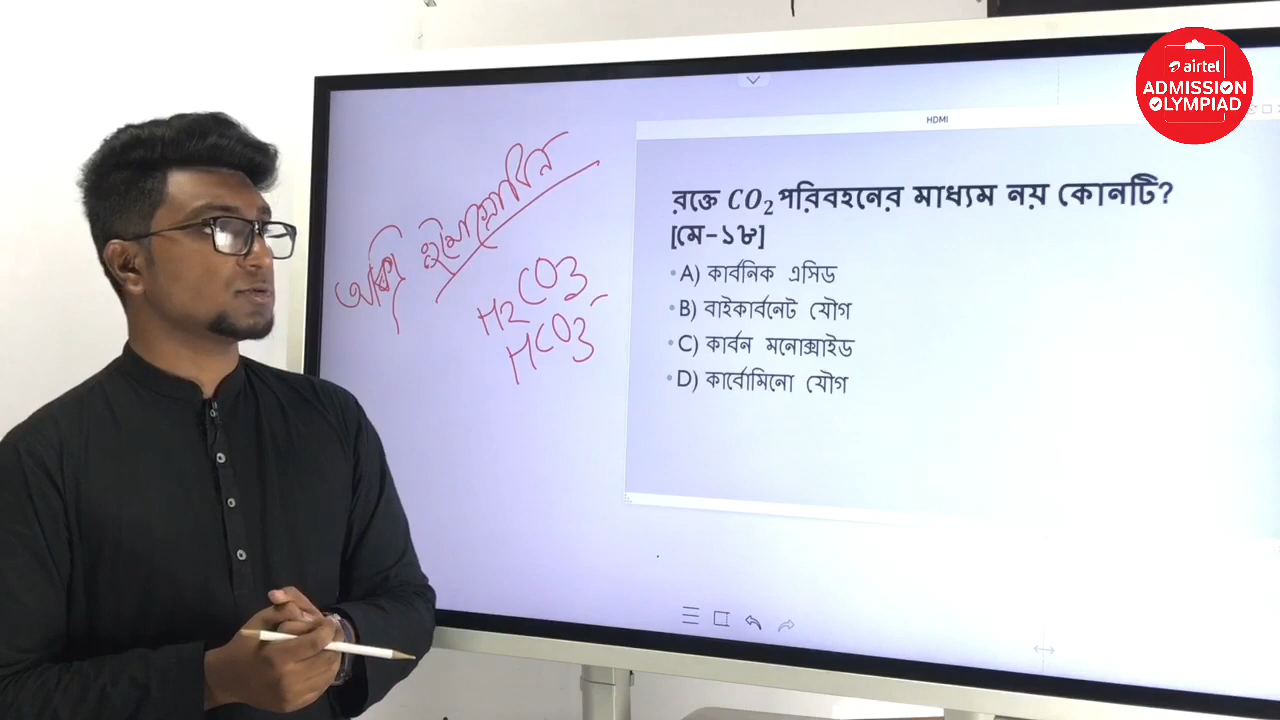 airtel
ADMISSION
OLYMPIAD
HDMI
অক্সি হিমোগ্লোবিন
H2CO3
HCO3-
রক্তে CO2 পরিবহনের মাধ্যম নয় কোনটি?
[মে-১৮]
• A) কার্বনিক এসিড
• B) বাইকার্বনেট যৌগ
• C) কার্বন মনোক্সাইড
• D) কার্বোমিনো যৌগ